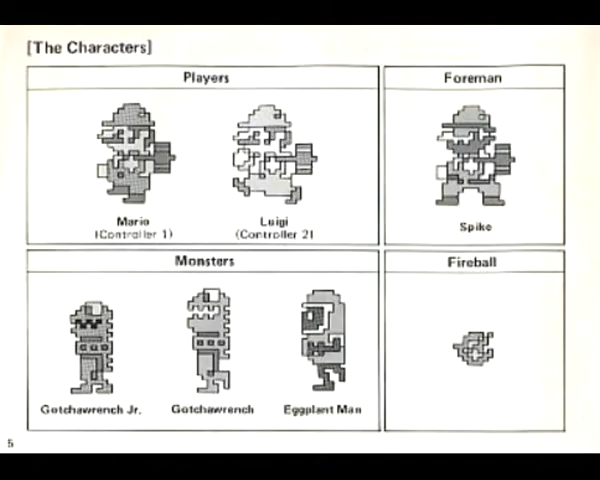 [The Characters]
Players
Foreman
Mario
(Controller 1)
Luigi
(Controller 2)
Spike
Monsters
Fireball
Gotchawrench Jr.
Gotchawrench
Eggplant Man
5